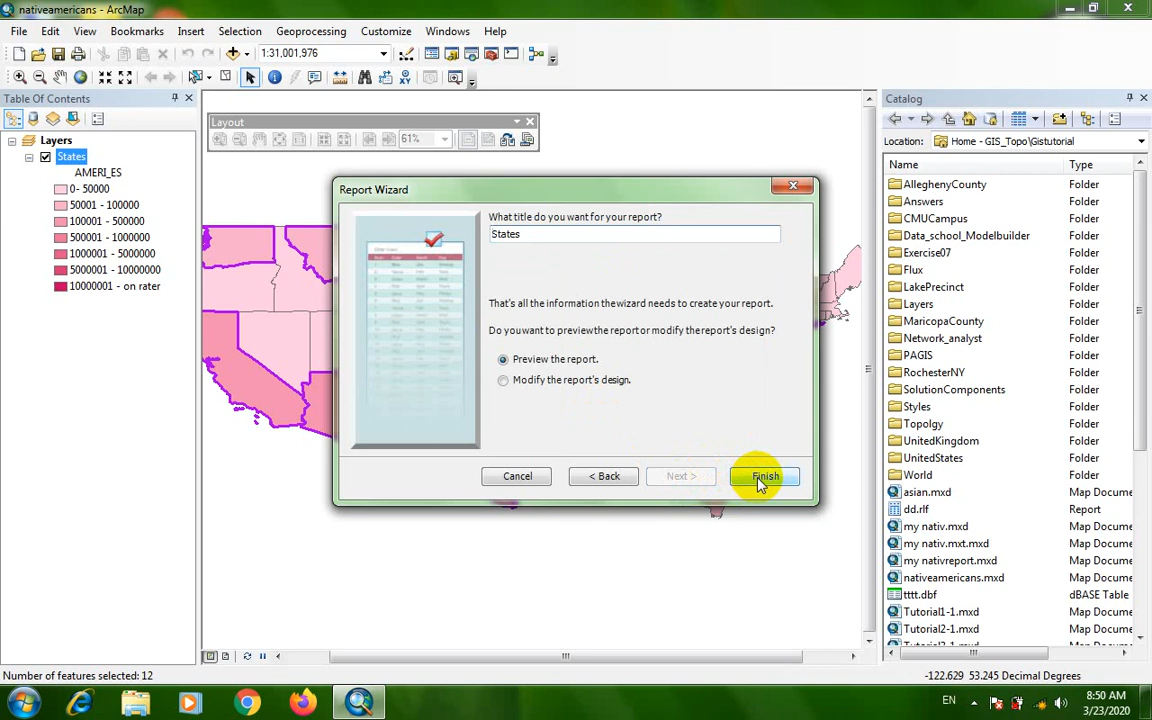 nativeamericans - ArcMap
File Edit View Bookmarks Insert Selection Geoprocessing Customize Windows Help
1:31,001,976
Table Of Contents
Layers
States
AMERI_ES
0- 50000
50001 - 100000
100001 - 500000
500001 - 1000000
1000001 - 5000000
5000001 - 10000000
10000001 - on rater
Layout
61%
Report Wizard
What title do you want for your report?
States
That's all the information the wizard needs to create your report.
Do you want to preview the report or modify the report's design?
Preview the report.
Modify the report's design.
Cancel
< Back
Next >
Finish
Catalog
Location: Home - GIS_Topo\Gistutorial
Name Type
AlleghenyCounty Folder
Answers Folder
CMUCampus Folder
Data_school_Modelbuilder Folder
Exercise07 Folder
Flux Folder
LakePrecinct Folder
Layers Folder
MaricopaCounty Folder
Network_analyst Folder
PAGIS Folder
RochesterNY Folder
SolutionComponents Folder
Styles Folder
Topolgy Folder
UnitedKingdom Folder
UnitedStates Folder
World Folder
asian.mxd Map Docume
dd.rlf Report
my nativ.mxd Map Docume
my nativ.mxt.mxd Map Docume
my nativreport.mxd Map Docume
nativeamericans.mxd Map Docume
tttt.dbf dBASE Table
Tutorial1-1.mxd Map Docume
Tutorial2-1.mxd Map Docume
Number of features selected: 12
-122.629 53.245 Decimal Degrees
EN
8:50 AM
3/23/2020